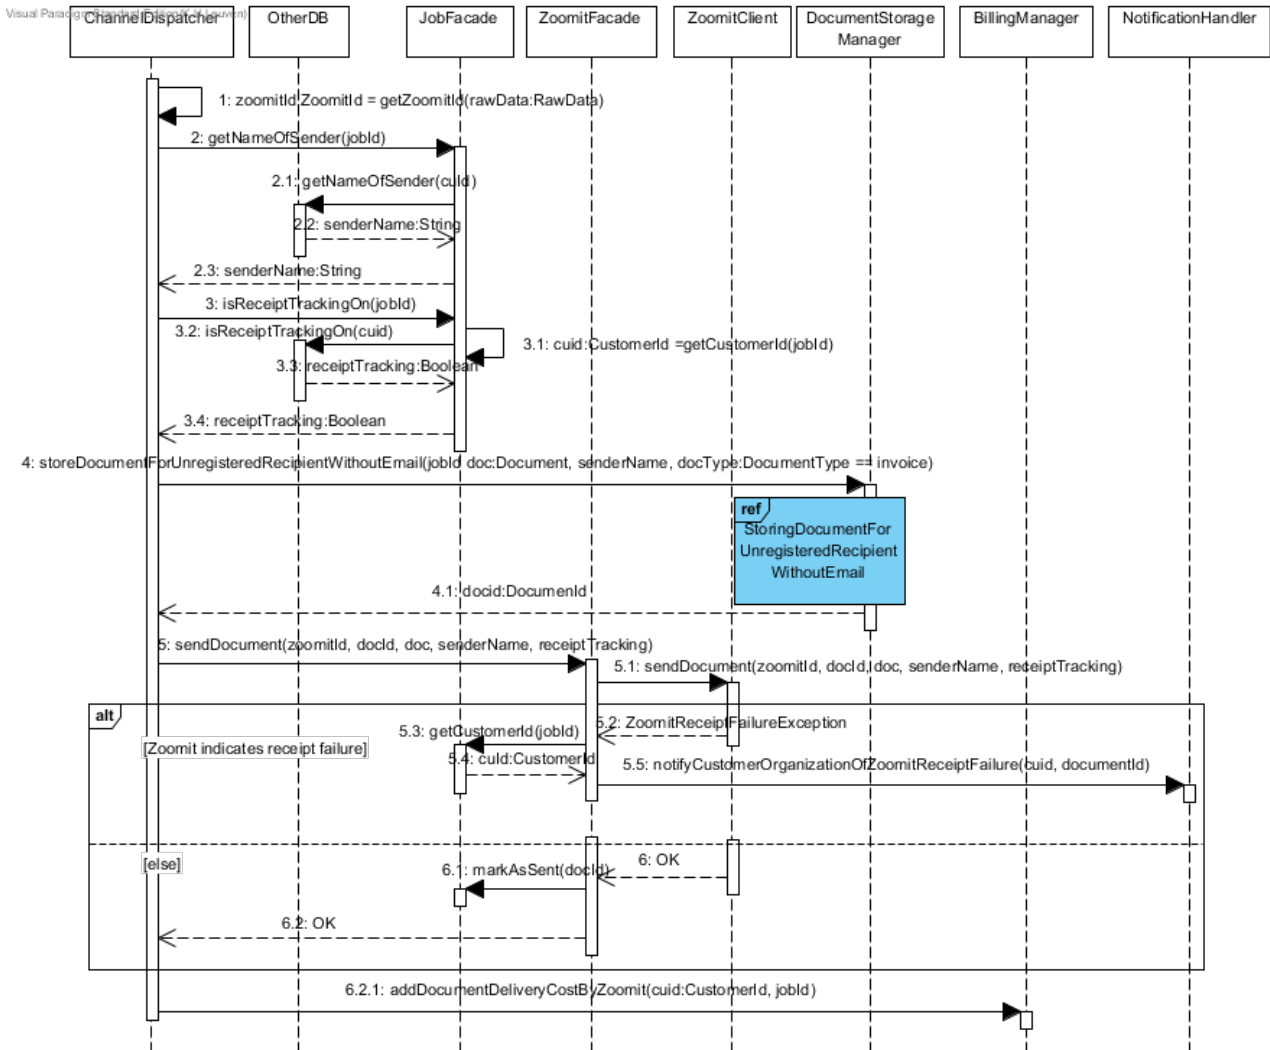 Visual Paradigm Standard Edition(K.U.Leuven)
ChannelDispatcher
OtherDB
JobFacade
ZoomitFacade
ZoomitClient
DocumentStorage
Manager
BillingManager
NotificationHandler
1: zoomitId:ZoomitId = getZoomitId(rawData:RawData)
2: getNameOfSender(jobId)
2.1: getNameOfSender(cuId)
2.2: senderName:String
2.3: senderName:String
3: isReceiptTrackingOn(jobId)
3.2: isReceiptTrackingOn(cuid)
3.1: cuid:CustomerId =getCustomerId(jobId)
3.3: receiptTracking:Boolean
3.4: receiptTracking:Boolean
4: storeDocumentForUnregisteredRecipientWithoutEmail(jobId doc:Document, senderName, docType:DocumentType == invoice)
ref
StoringDocumentFor
UnregisteredRecipient
WithoutEmail
4.1: docid:DocumenId
5: sendDocument(zoomitId, docId, doc, senderName, receiptTracking)
5.1: sendDocument(zoomitId, docId, doc, senderName, receiptTracking)
alt
5.2: ZoomitReceiptFailureException
5.3: getCustomerId(jobId)
[Zoomit indicates receipt failure]
5.4: cuId:CustomerId
5.5: notifyCustomerOrganizationOfZoomitReceiptFailure(cuid, documentId)
[else]
6: OK
6.1: markAsSent(docId)
6.2: OK
6.2.1: addDocumentDeliveryCostByZoomit(cuid:CustomerId, jobId)